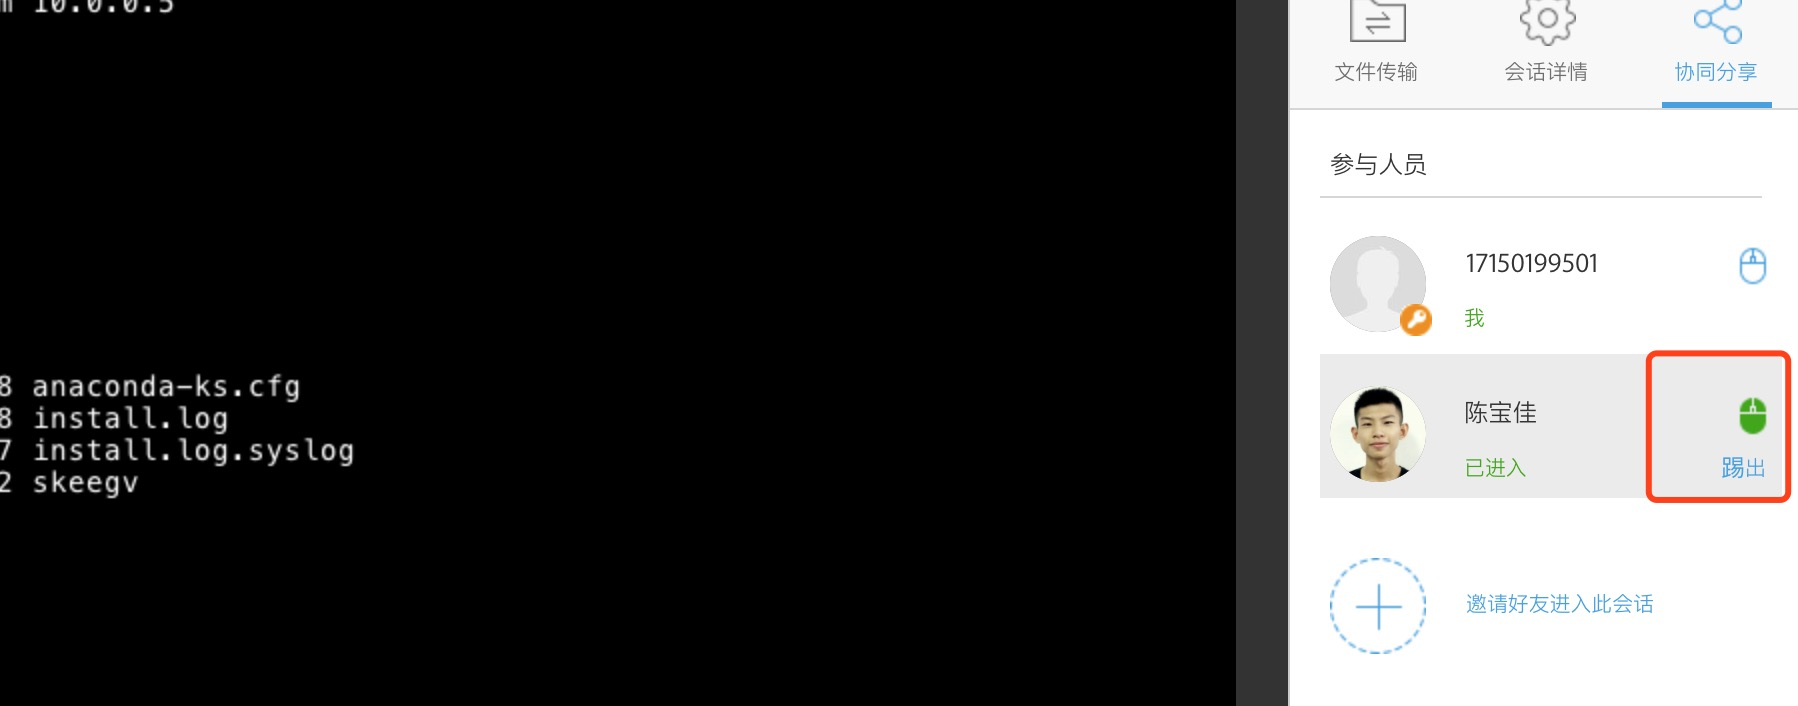 10.0.0.5
8 anaconda-ks.cfg
8 install.log
7 install.log.syslog
2 skeegv
文件传输
会话详情
协同分享
参与人员
17150199501
我
陈宝佳
已进入
踢出
邀请好友进入此会话